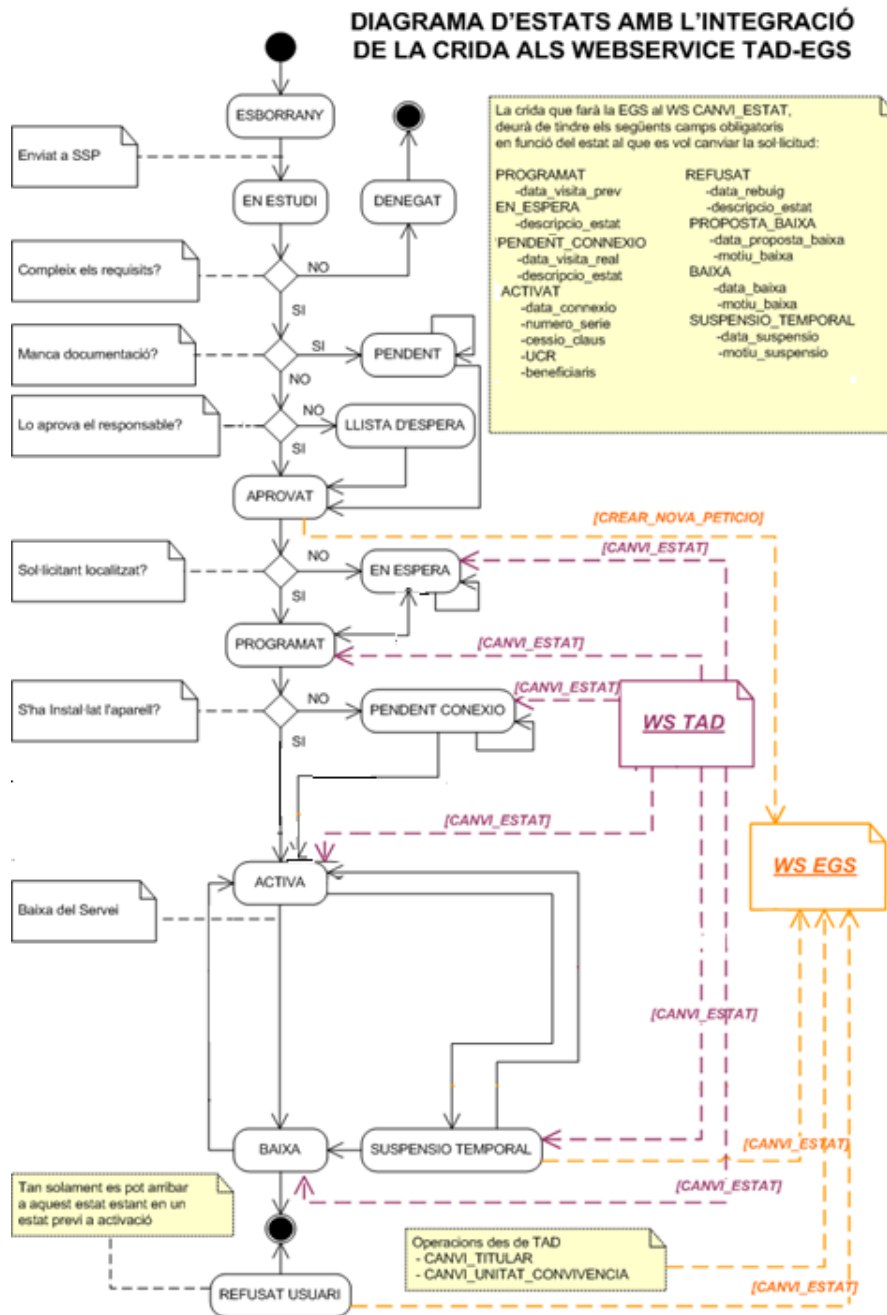 DIAGRAMA D'ESTATS AMB L'INTEGRACIÓ
DE LA CRIDA ALS WEBSERVICE TAD-EGS
ESBORRANY
Enviat a SSP
EN ESTUDI
DENEGAT
La crida que farà la EGS al WS CANVI_ESTAT,
deurà de tindre els següents camps obligatoris
en funció del estat al que es vol canviar la sol·licitud:
PROGRAMAT
-data_visita_prev
EN_ESPERA
-descripcio_estat
PENDENT_CONNEXIO
-data_visita_real
-descripcio_estat
ACTIVAT
-data_connexio
-numero_serie
-cessio_claus
-UCR
-beneficiaris
REFUSAT
-data_rebuig
-descripcio_estat
PROPOSTA_BAIXA
-data_proposta_baixa
-motiu_baixa
BAIXA
-data_baixa
-motiu_baixa
SUSPENSIO_TEMPORAL
-data_suspensio
-motiu_suspensio
Compleix els requisits?
NO
SI
Manca documentació?
SI
PENDENT
NO
Lo aprova el responsable?
NO
LLISTA D'ESPERA
SI
APROVAT
[CREAR_NOVA_PETICIO]
[CANVI_ESTAT]
Sol·licitant localitzat?
NO
EN ESPERA
SI
PROGRAMAT
[CANVI_ESTAT]
S'ha Instal·lat l'aparell?
NO
PENDENT CONEXIO
[CANVI_ESTAT]
WS TAD
SI
[CANVI_ESTAT]
WS EGS
ACTIVA
Baixa del Servei
[CANVI_ESTAT]
BAIXA
SUSPENSIO TEMPORAL
[CANVI_ESTAT]
[CANVI_ESTAT]
Tan solament es pot arribar
a aquest estat estant en un
estat previ a activació
Operacions des de TAD
- CANVI_TITULAR
- CANVI_UNITAT_CONVIVENCIA
REFUSAT USUARI
[CANVI_ESTAT]